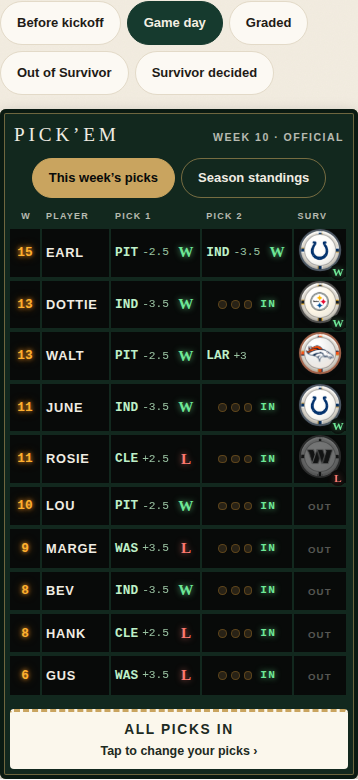 Before kickoff Game day Graded
Out of Survivor Survivor decided
PICK’EM WEEK 10 · OFFICIAL
This week’s picks Season standings
W PLAYER PICK 1 PICK 2 SURV
15 EARL PIT -2.5 W IND -3.5 W W
13 DOTTIE IND -3.5 W IN W
13 WALT PIT -2.5 W LAR +3
11 JUNE IND -3.5 W IN W
11 ROSIE CLE +2.5 L IN W L
10 LOU PIT -2.5 W IN OUT
9 MARGE WAS +3.5 L IN OUT
8 BEV IND -3.5 W IN OUT
8 HANK CLE +2.5 L IN OUT
6 GUS WAS +3.5 L IN OUT
ALL PICKS IN
Tap to change your picks ›